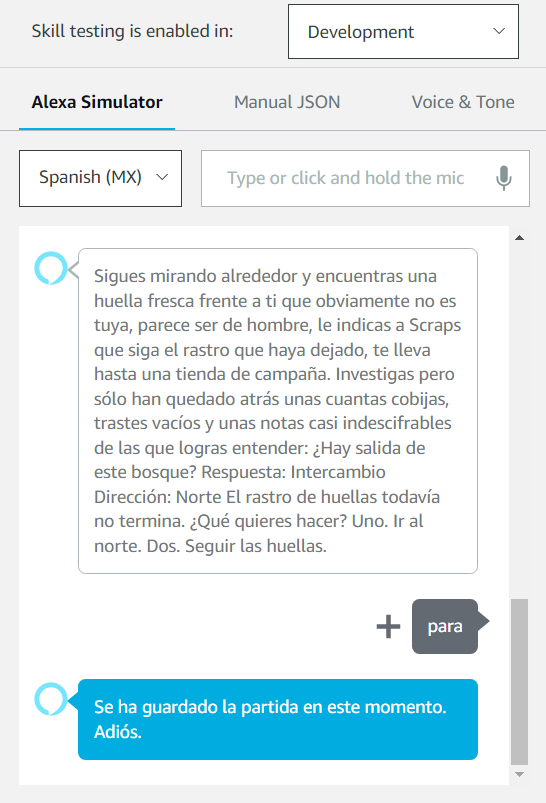 Skill testing is enabled in:
Development
Alexa Simulator
Manual JSON
Voice & Tone
Spanish (MX)
Type or click and hold the mic
Sigues mirando alrededor y encuentras una
huella fresca frente a ti que obviamente no es
tuya, parece ser de hombre, le indicas a Scraps
que siga el rastro que haya dejado, te lleva
hasta una tienda de campaña. Investigas pero
sólo han quedado atrás unas cuantas cobijas,
trastes vacíos y unas notas casi indescifrables
de las que logras entender: ¿Hay salida de
este bosque? Respuesta: Intercambio
Dirección: Norte El rastro de huellas todavía
no termina. ¿Qué quieres hacer? Uno. Ir al
norte. Dos. Seguir las huellas.
para
Se ha guardado la partida en este momento.
Adiós.